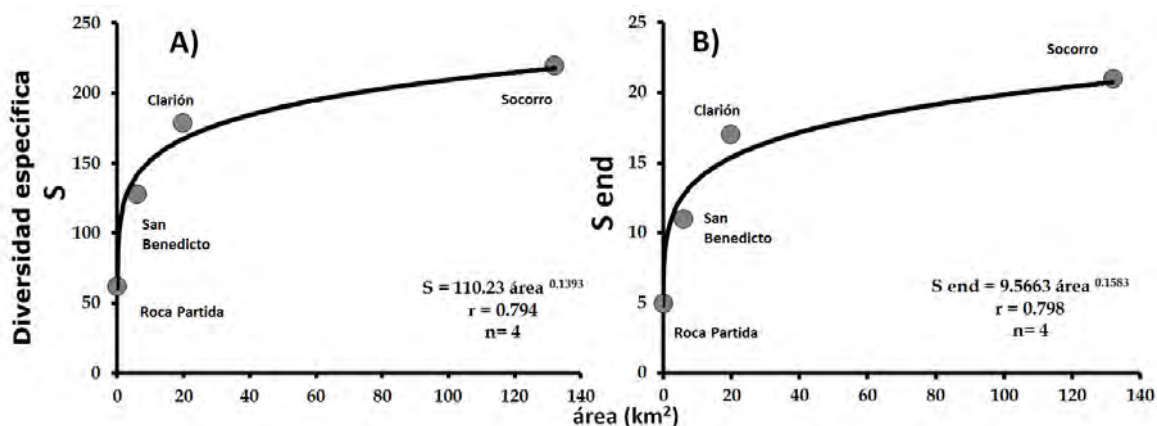 A)
Diversidad específica
S
250
200
150
100
50
0
Clarión
Socorro
San
Benedicto
Roca Partida
S = 110.23 área 0.1393
r = 0.794
n= 4
0 20 40 60 80 100 120 140
B)
S end
25
20
15
10
5
0
Socorro
Clarión
San
Benedicto
Roca Partida
S end = 9.5663 área 0.1583
r = 0.798
n= 4
0 20 40 60 80 100 120 140
área (km²)